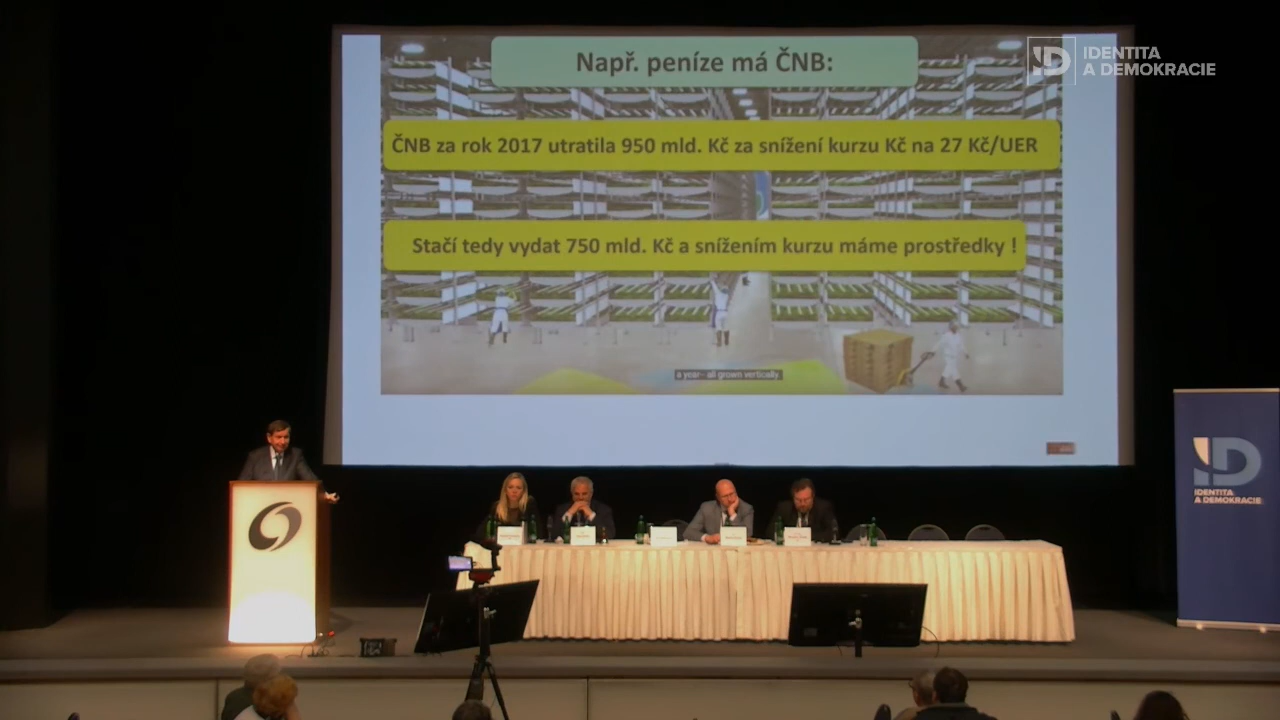 Např. peníze má ČNB:
IDENTITA
A DEMOKRACIE
ČNB za rok 2017 utratila 950 mld. Kč za snížení kurzu Kč na 27 Kč/UER
Stačí tedy vydat 750 mld. Kč a snížením kurzu máme prostředky !
a year - all grown vertically.
ID
IDENTITA
A DEMOKRACIE